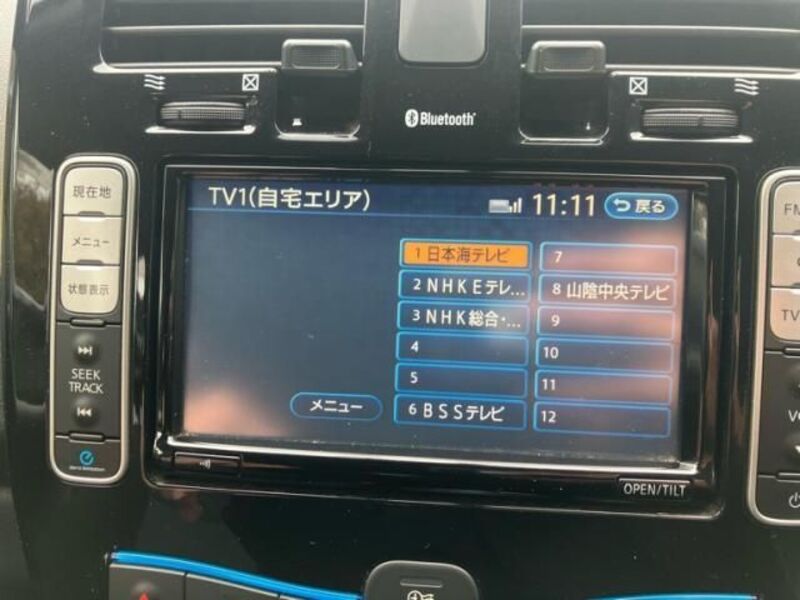 Bluetooth
TV1(自宅エリア)
11:11
戻る
現在地
メニュー
状態表示
SEEK
TRACK
1 日本海テレビ
2 NHKEテレ...
3 NHK総合・...
4
5
6 BSSテレビ
7
8 山陰中央テレビ
9
10
11
12
メニュー
OPEN/TILT
FM
TV